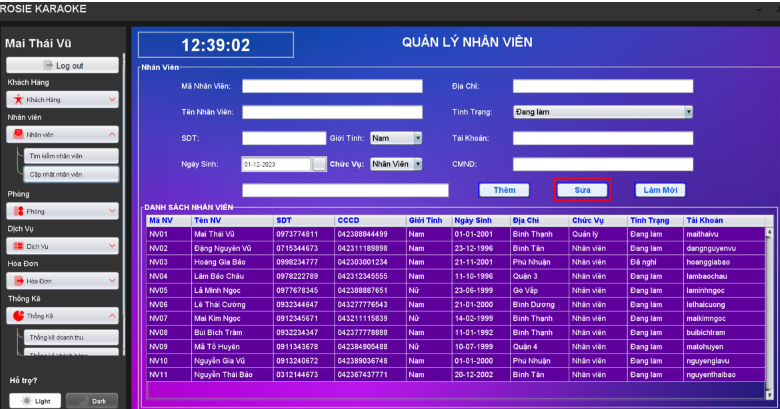 ROSIE KARAOKE
Mai Thái Vũ
Log out
Khách Hàng
Khách Hàng
Nhân viên
Nhân viên
Tìm kiếm nhân viên
Cập nhật nhân viên
Phòng
Phòng
Dịch Vụ
Dịch Vụ
Hóa Đơn
Hóa Đơn
Thống Kê
Thống Kê
Thống kê doanh thu
Hỗ trợ?
Light
Dark
12:39:02
QUẢN LÝ NHÂN VIÊN
Nhân Viên
Mã Nhân Viên:
Địa Chỉ:
Tên Nhân Viên:
Tình Trạng: Đang làm
SDT:
Giới Tính: Nam
Tài Khoản:
Ngày Sinh: 01-12-2023
Chức Vụ: Nhân Viên
CMND:
Thêm
Sửa
Làm Mới
DANH SÁCH NHÂN VIÊN
Mã NV Tên NV SDT CCCD Giới Tính Ngày Sinh Địa Chỉ Chức Vụ Tình Trạng Tài Khoản
NV01 Mai Thái Vũ 0973774811 042388844499 Nam 01-01-2001 Bình Thạnh Quản lý Đang làm maithaivu
NV02 Đặng Nguyên Vũ 0715344673 042311189898 Nam 23-12-1996 Bình Tân Nhân viên Đang làm dangnguyenvu
NV03 Hoàng Gia Bảo 0998234777 042303001234 Nam 21-11-2001 Phú Nhuận Nhân viên Đã nghỉ hoanggiabao
NV04 Lâm Bảo Châu 0978222789 042312345555 Nam 11-10-1996 Quận 3 Nhân viên Đang làm lambaochau
NV05 Lã Minh Ngọc 0977678345 042388887651 Nữ 23-06-1999 Gò Vấp Nhân viên Đang làm laminhngoc
NV06 Lê Thái Cường 0932344647 043277776543 Nam 21-01-2000 Bình Dương Nhân viên Đang làm lethaicuong
NV07 Mai Kim Ngọc 0912345671 043211115839 Nữ 14-02-1999 Bình Thạnh Nhân viên Đang làm maikimngoc
NV08 Bùi Bích Trâm 0932234347 042377778888 Nam 11-01-1992 Bình Thạnh Nhân viên Đang làm buibichtram
NV09 Mã Tố Huyên 0911343678 042384905488 Nữ 10-07-1999 Quận 4 Nhân viên Đang làm matohuyen
NV10 Nguyễn Gia Vũ 0913240672 042389036748 Nam 01-01-2000 Phú Nhuận Nhân viên Đang làm nguyengiavu
NV11 Nguyễn Thái Bảo 0312144673 042367437771 Nam 20-12-2002 Bình Tân Nhân viên Đang làm nguyenthaibao